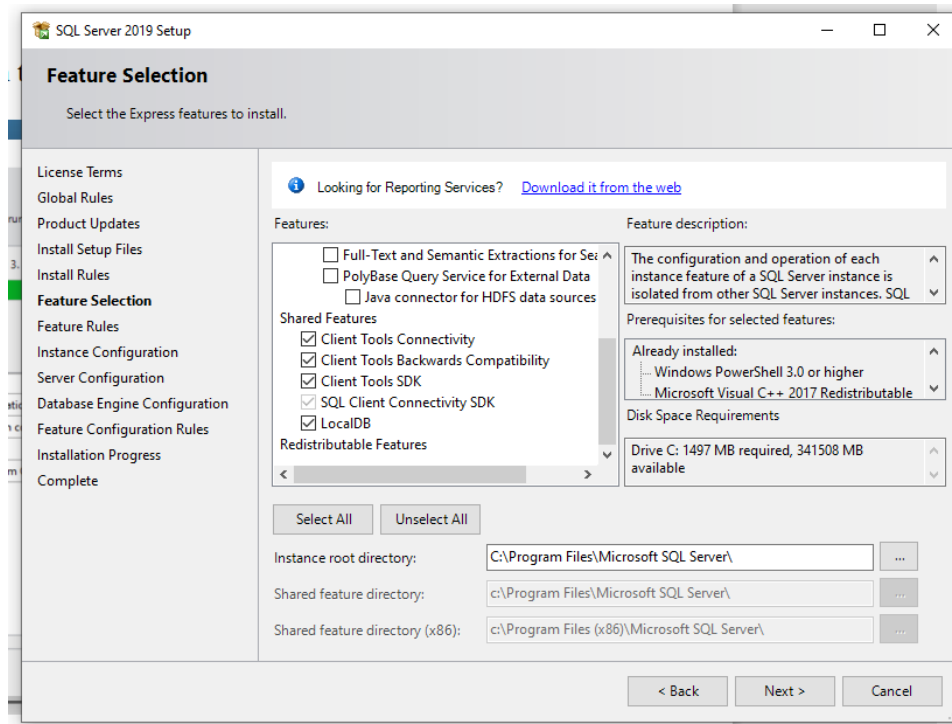 SQL Server 2019 Setup
Feature Selection
Select the Express features to install.
License Terms
Global Rules
Product Updates
Install Setup Files
Install Rules
Feature Selection
Feature Rules
Instance Configuration
Server Configuration
Database Engine Configuration
Feature Configuration Rules
Installation Progress
Complete
Looking for Reporting Services? Download it from the web
Features:
Full-Text and Semantic Extractions for Sea
PolyBase Query Service for External Data
Java connector for HDFS data sources
Shared Features
Client Tools Connectivity
Client Tools Backwards Compatibility
Client Tools SDK
SQL Client Connectivity SDK
LocalDB
Redistributable Features
Feature description:
The configuration and operation of each
instance feature of a SQL Server instance is
isolated from other SQL Server instances. SQL
Prerequisites for selected features:
Already installed:
Windows PowerShell 3.0 or higher
Microsoft Visual C++ 2017 Redistributable
Disk Space Requirements
Drive C: 1497 MB required, 341508 MB
available
Select All
Unselect All
Instance root directory: C:\Program Files\Microsoft SQL Server\ ...
Shared feature directory: c:\Program Files\Microsoft SQL Server\ ...
Shared feature directory (x86): c:\Program Files (x86)\Microsoft SQL Server\ ...
< Back
Next >
Cancel